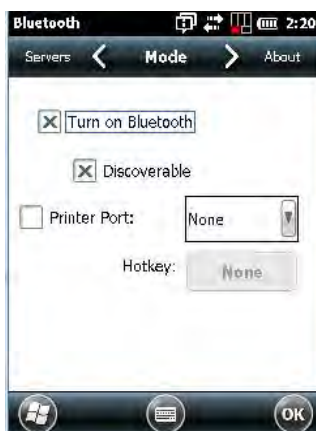 Bluetooth 2:20
Servers Mode About
Turn on Bluetooth
Discoverable
Printer Port: None
Hotkey: None
OK